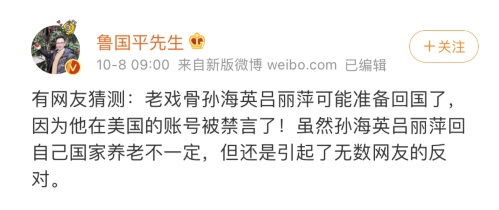 鲁国平先生
10-8 09:00 来自新版微博 weibo.com 已编辑
+关注
有网友猜测：老戏骨孙海英吕丽萍可能准备回国了，
因为他在美国的账号被禁言了！虽然孙海英吕丽萍回
自己国家养老不一定，但还是引起了无数网友的反
对。